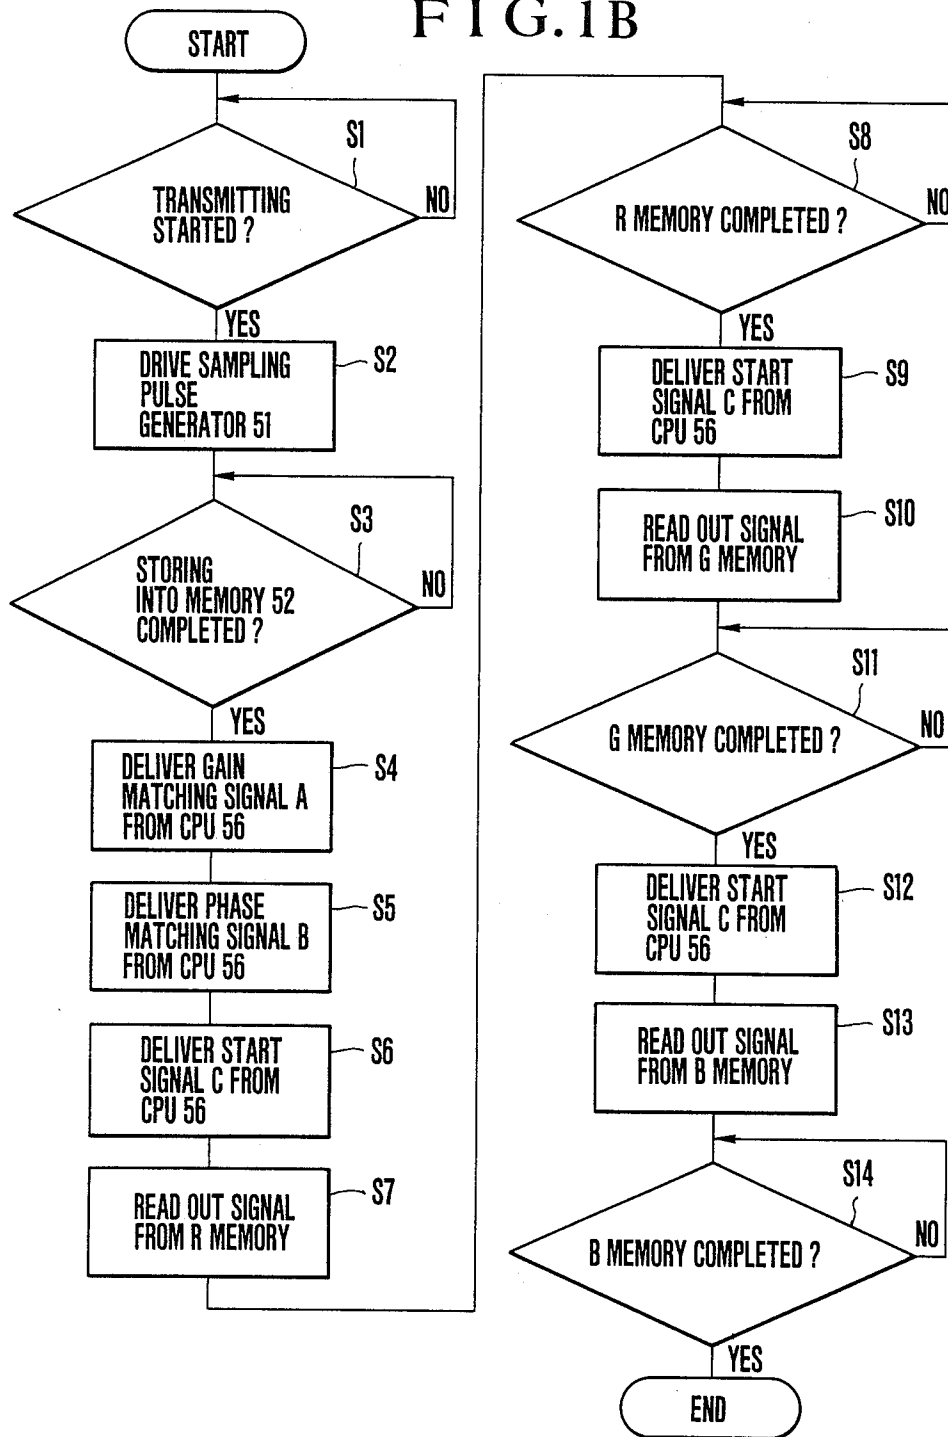 FIG. 1B
START
S1
TRANSMITTING
STARTED ?
NO
YES
DRIVE SAMPLING
PULSE
GENERATOR 51
S2
S3
STORING
INTO MEMORY 52
COMPLETED ?
NO
YES
DELIVER GAIN
MATCHING SIGNAL A
FROM CPU 56
S4
DELIVER PHASE
MATCHING SIGNAL B
FROM CPU 56
S5
DELIVER START
SIGNAL C FROM
CPU 56
S6
READ OUT SIGNAL
FROM R MEMORY
S7
S8
R MEMORY COMPLETED ?
NO
YES
DELIVER START
SIGNAL C FROM
CPU 56
S9
READ OUT SIGNAL
FROM G MEMORY
S10
S11
G MEMORY COMPLETED ?
NO
YES
DELIVER START
SIGNAL C FROM
CPU 56
S12
READ OUT SIGNAL
FROM B MEMORY
S13
S14
B MEMORY COMPLETED ?
NO
YES
END